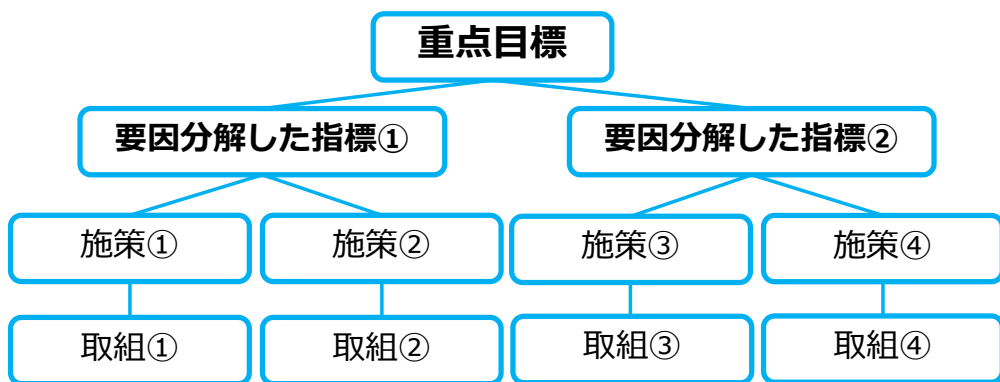 重点目標
要因分解した指標①
要因分解した指標②
施策①
施策②
施策③
施策④
取組①
取組②
取組③
取組④